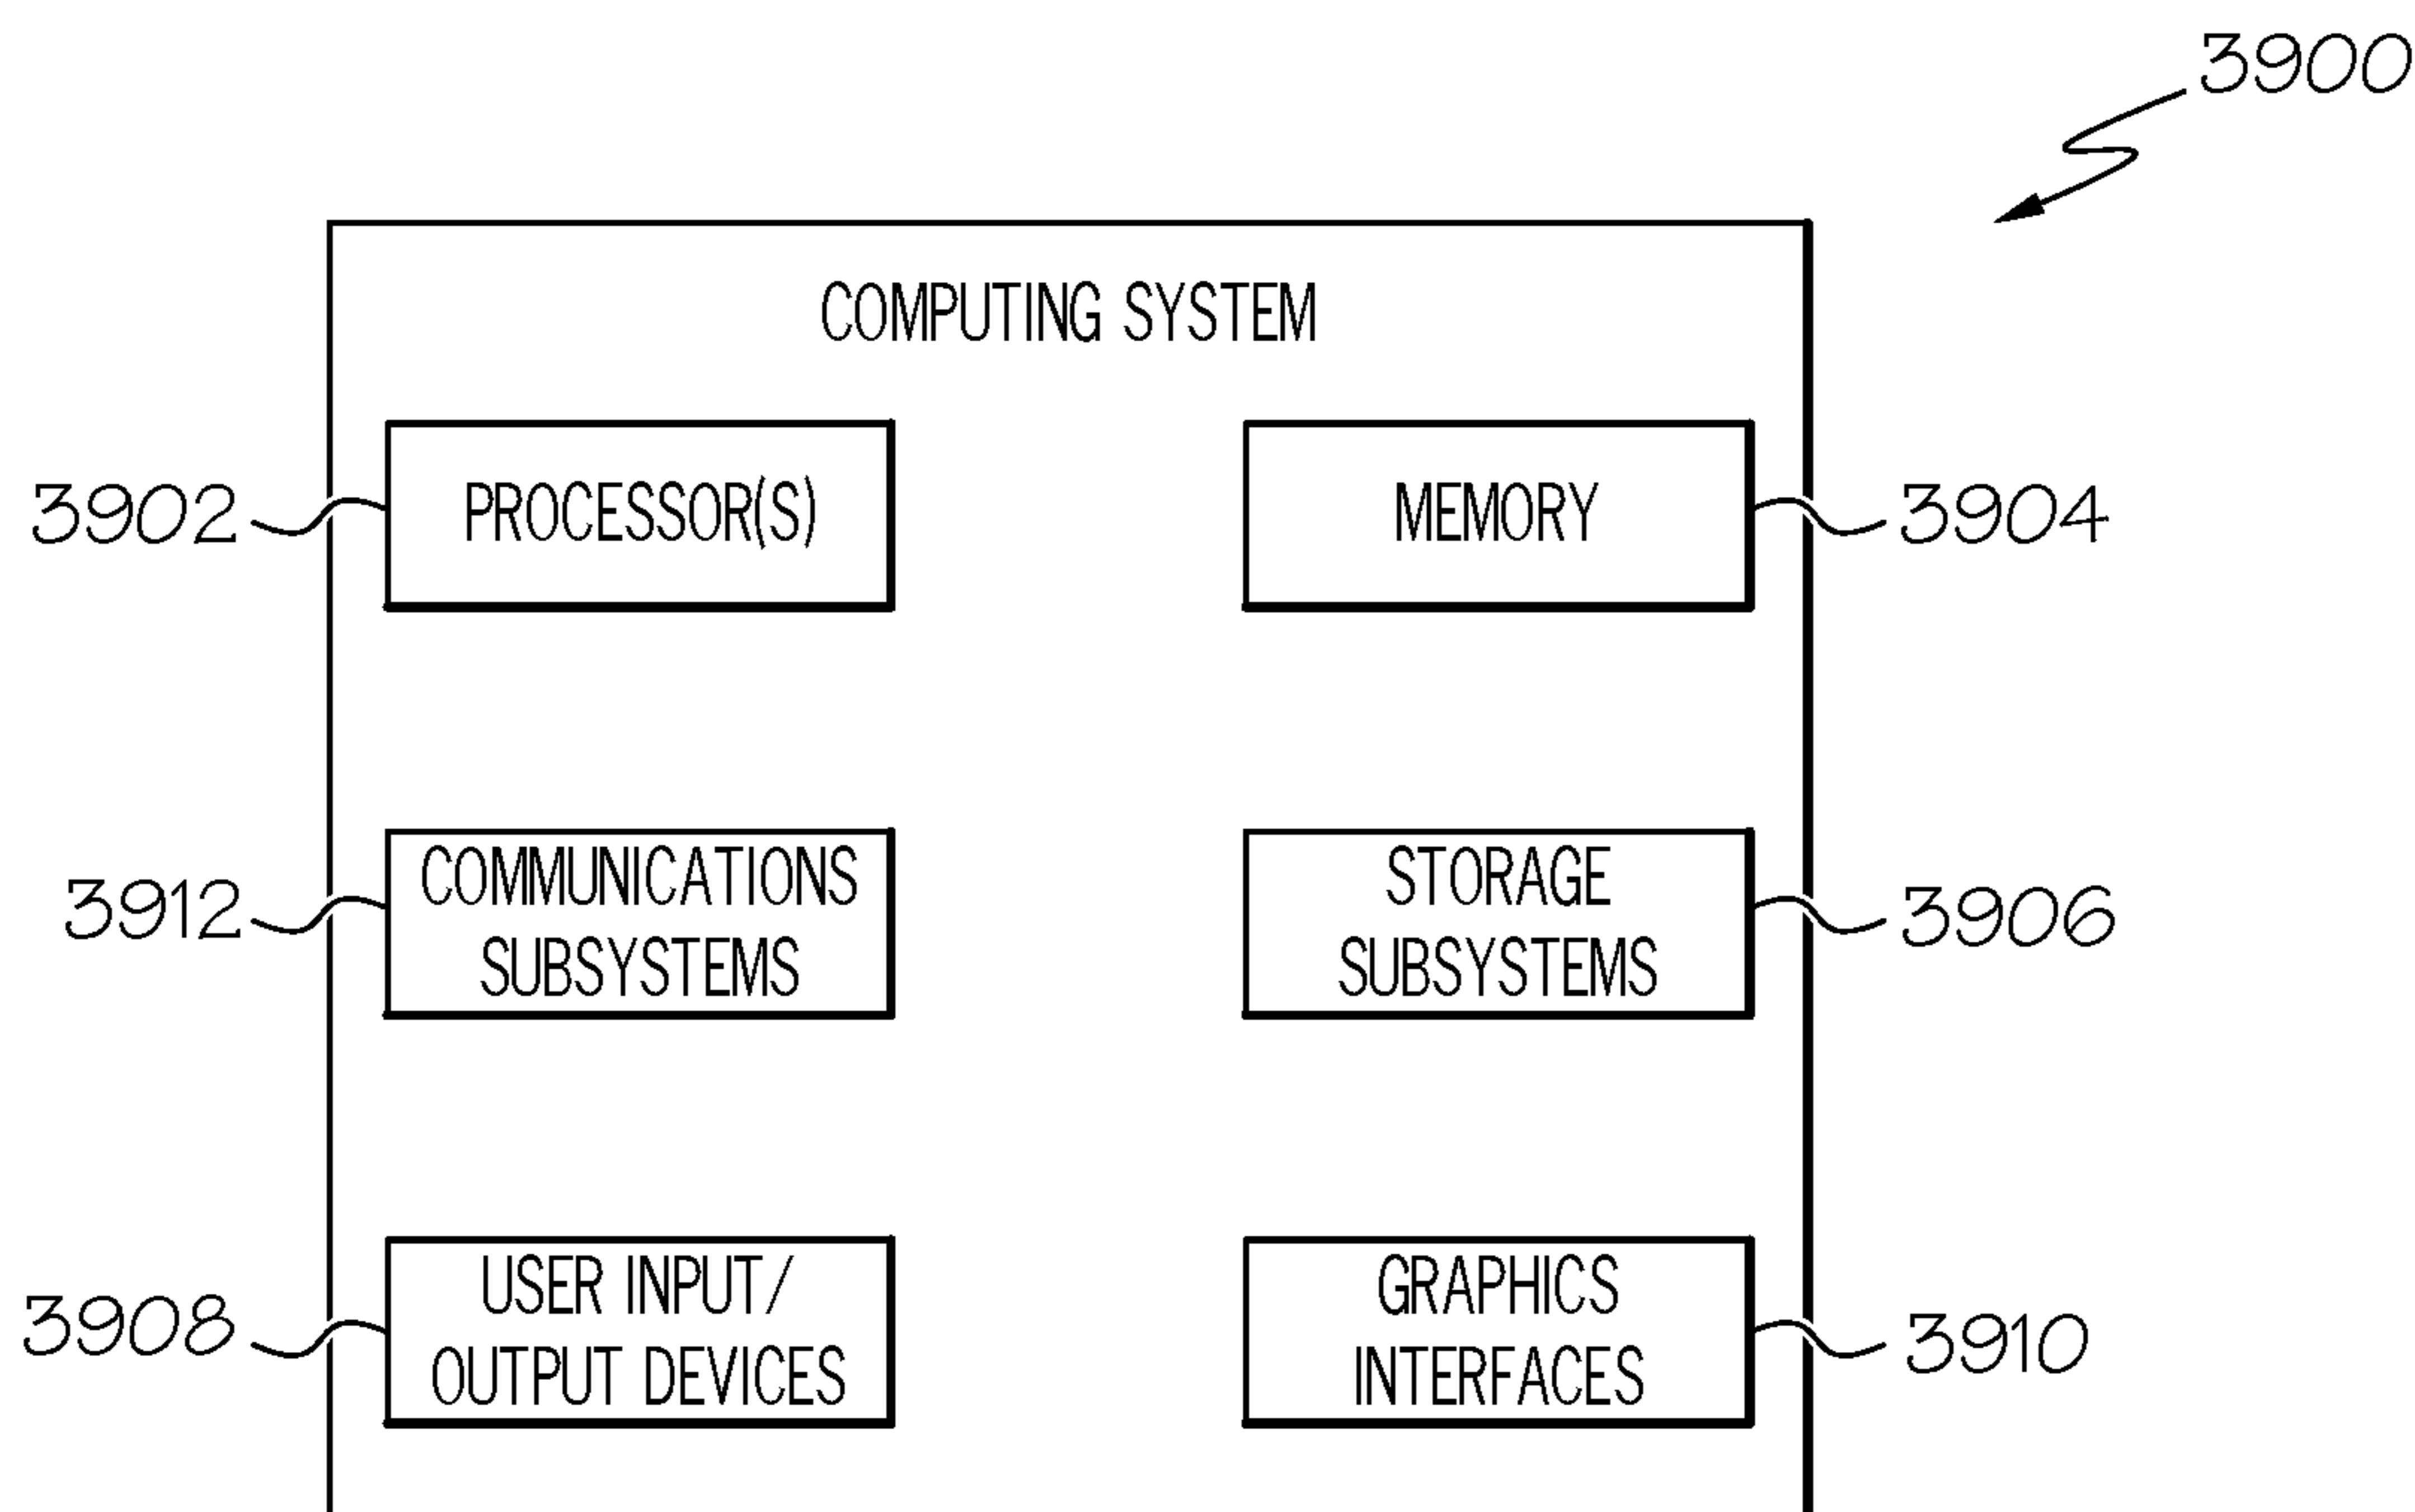 3900
COMPUTING SYSTEM
3902
PROCESSOR(S)
MEMORY
3904
3912
COMMUNICATIONS
SUBSYSTEMS
STORAGE
SUBSYSTEMS
3906
3908
USER INPUT/
OUTPUT DEVICES
GRAPHICS
INTERFACES
3910